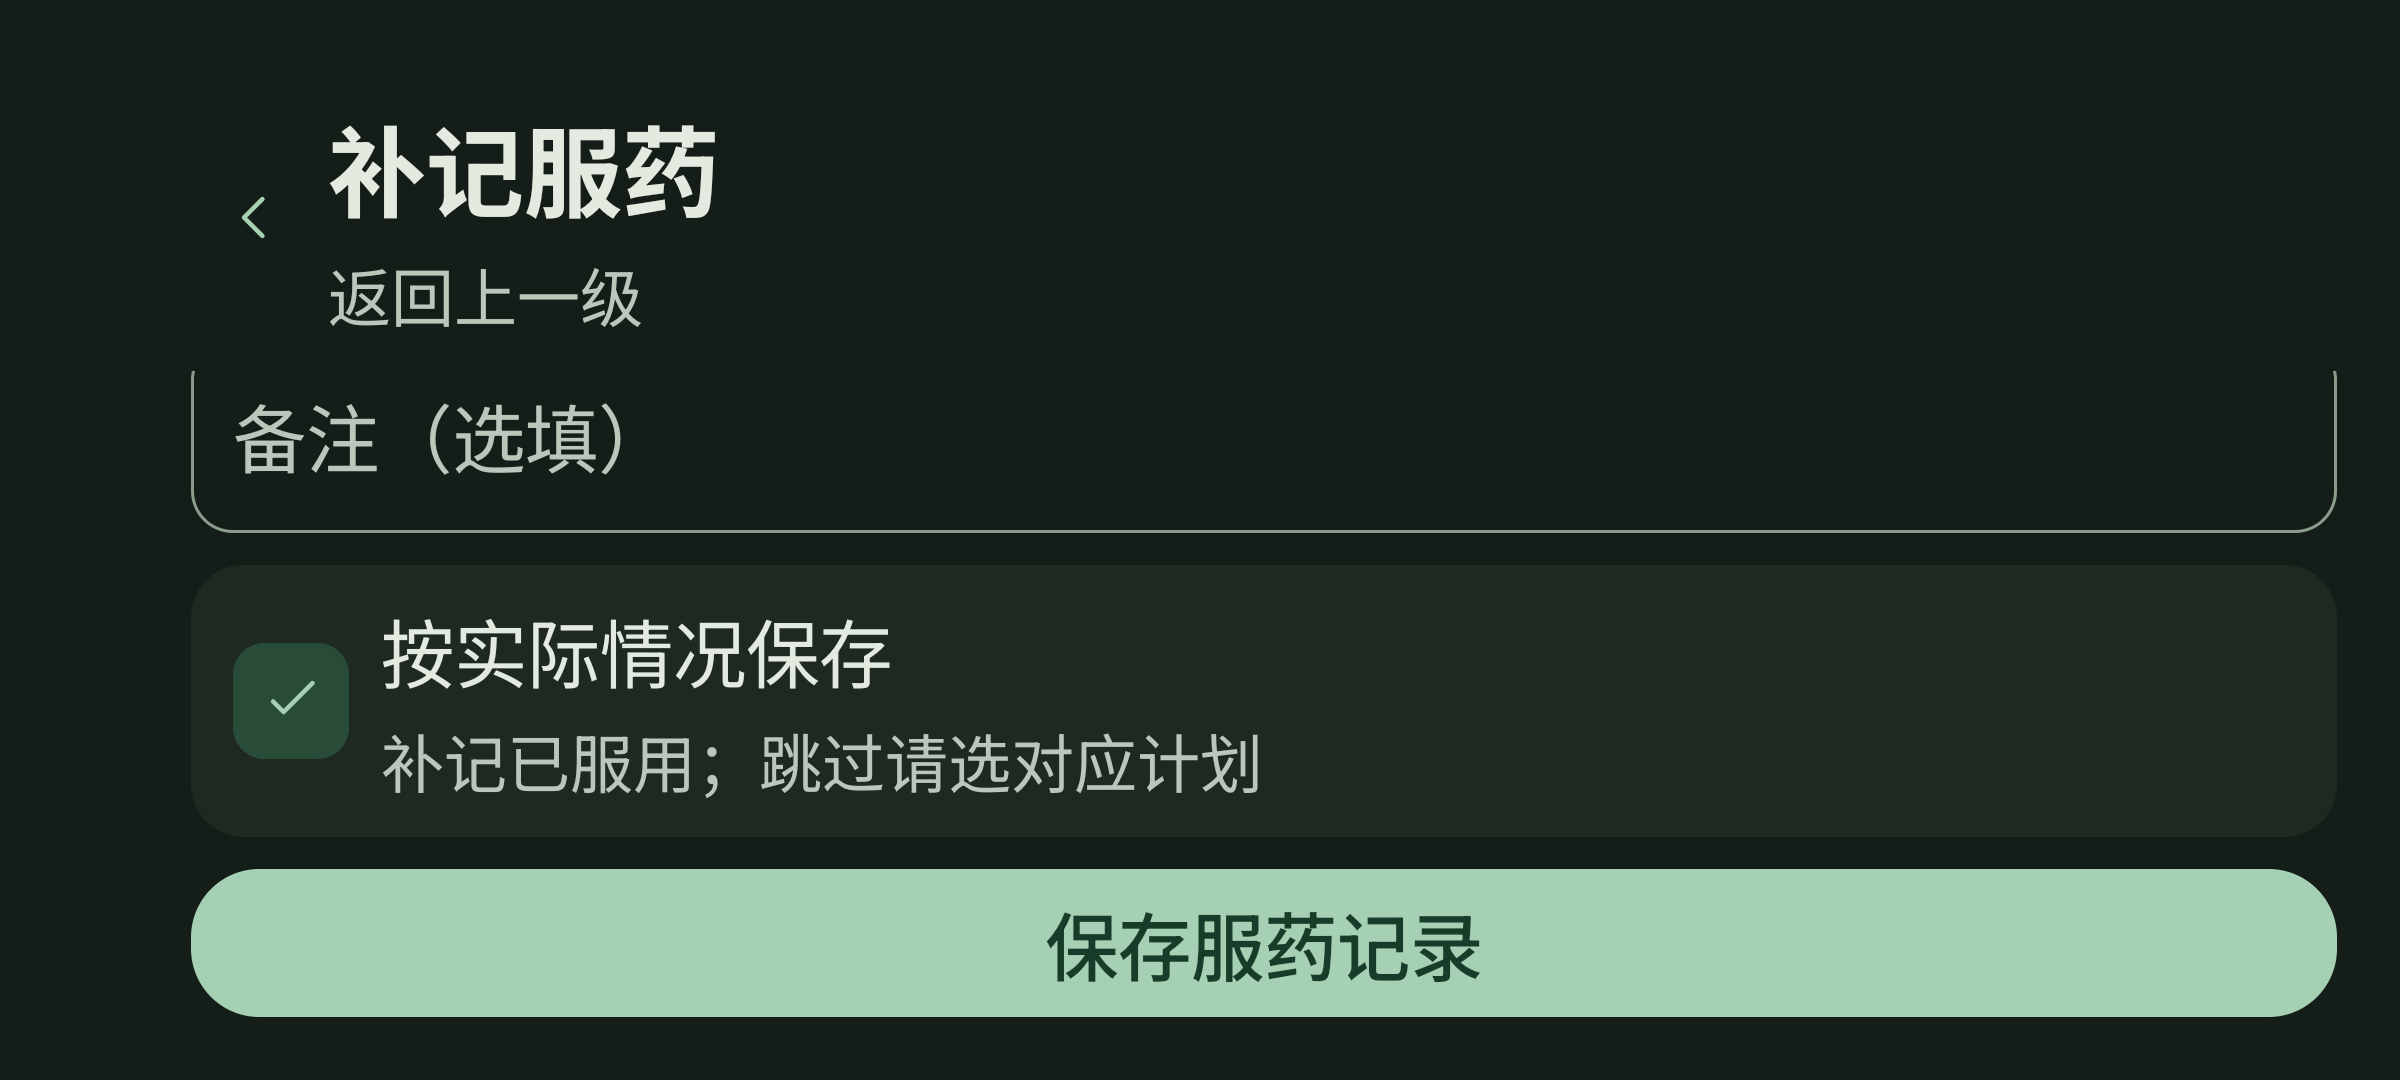 补记服药
返回上一级
备注（选填）
按实际情况保存
补记已服用；跳过请选对应计划
保存服药记录